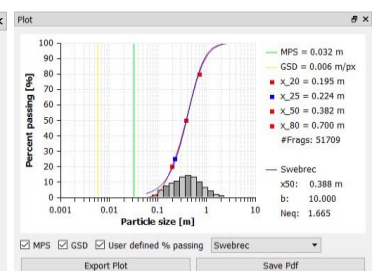 Plot
100
90
80
70
60
50
40
30
20
10
0
Percent passing [%]
0.001
0.01
0.1
1
10
Particle size [m]
MPS = 0.032 m
GSD = 0.006 m/px
x_20 = 0.195 m
x_25 = 0.224 m
x_50 = 0.382 m
x_80 = 0.700 m
#Frags: 51709
Swebrec
x50: 0.388 m
b: 10.000
Neq: 1.665
MPS GSD User defined % passing Swebrec
Export Plot Save Pdf